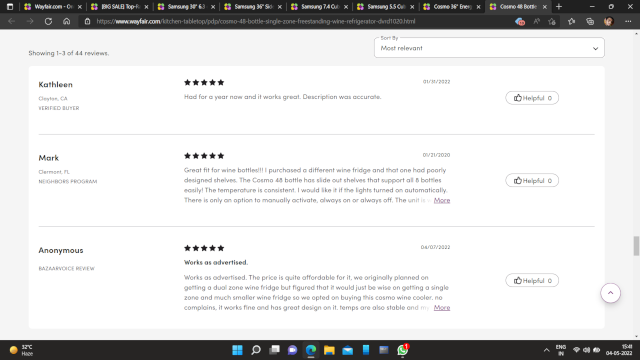 Wayfair.com - On
[BIG SALE] Top-R
Samsung 30" 6.3
Samsung 36" Sid
Samsung 7.4 Cub
Samsung 5.5 Cub
Cosmo 36" Energ
Cosmo 48 Bottle
https://www.wayfair.com/kitchen-tabletop/pdp/cosmo-48-bottle-single-zone-freestanding-wine-refrigerator-dnd1020.html
Sort By
Showing 1-3 of 44 reviews.
Most relevant
Kathleen
01/31/2022
Clayton, CA
VERIFIED BUYER
Had for a year now and it works great. Description was accurate.
Helpful 0
Mark
01/21/2020
Clermont, FL
NEIGHBORS PROGRAM
Great fit for wine bottles!!! I purchased a different wine fridge and that one had poorly
designed shelves. The Cosmo 48 bottle has slide out shelves that support all 8 bottles
easily! The temperature is consistent. I would like it if the lights turned on automatically.
There is only an option to manually activate, always on or always off. The unit is More
Helpful 0
Anonymous
04/07/2022
BAZAARVOICE REVIEW
Works as advertised.
Works as advertised. The price is quite affordable for it, we originally planned on
getting a dual zone wine fridge but figured that it would just be wise on getting a single
zone and much smaller wine fridge so we opted on buying this cosmo wine cooler. no
complains, it works fine and has great design on it. temps are also stable and More
Helpful 0
32°C
Haze
ENG
IN
15:41
04-05-2022